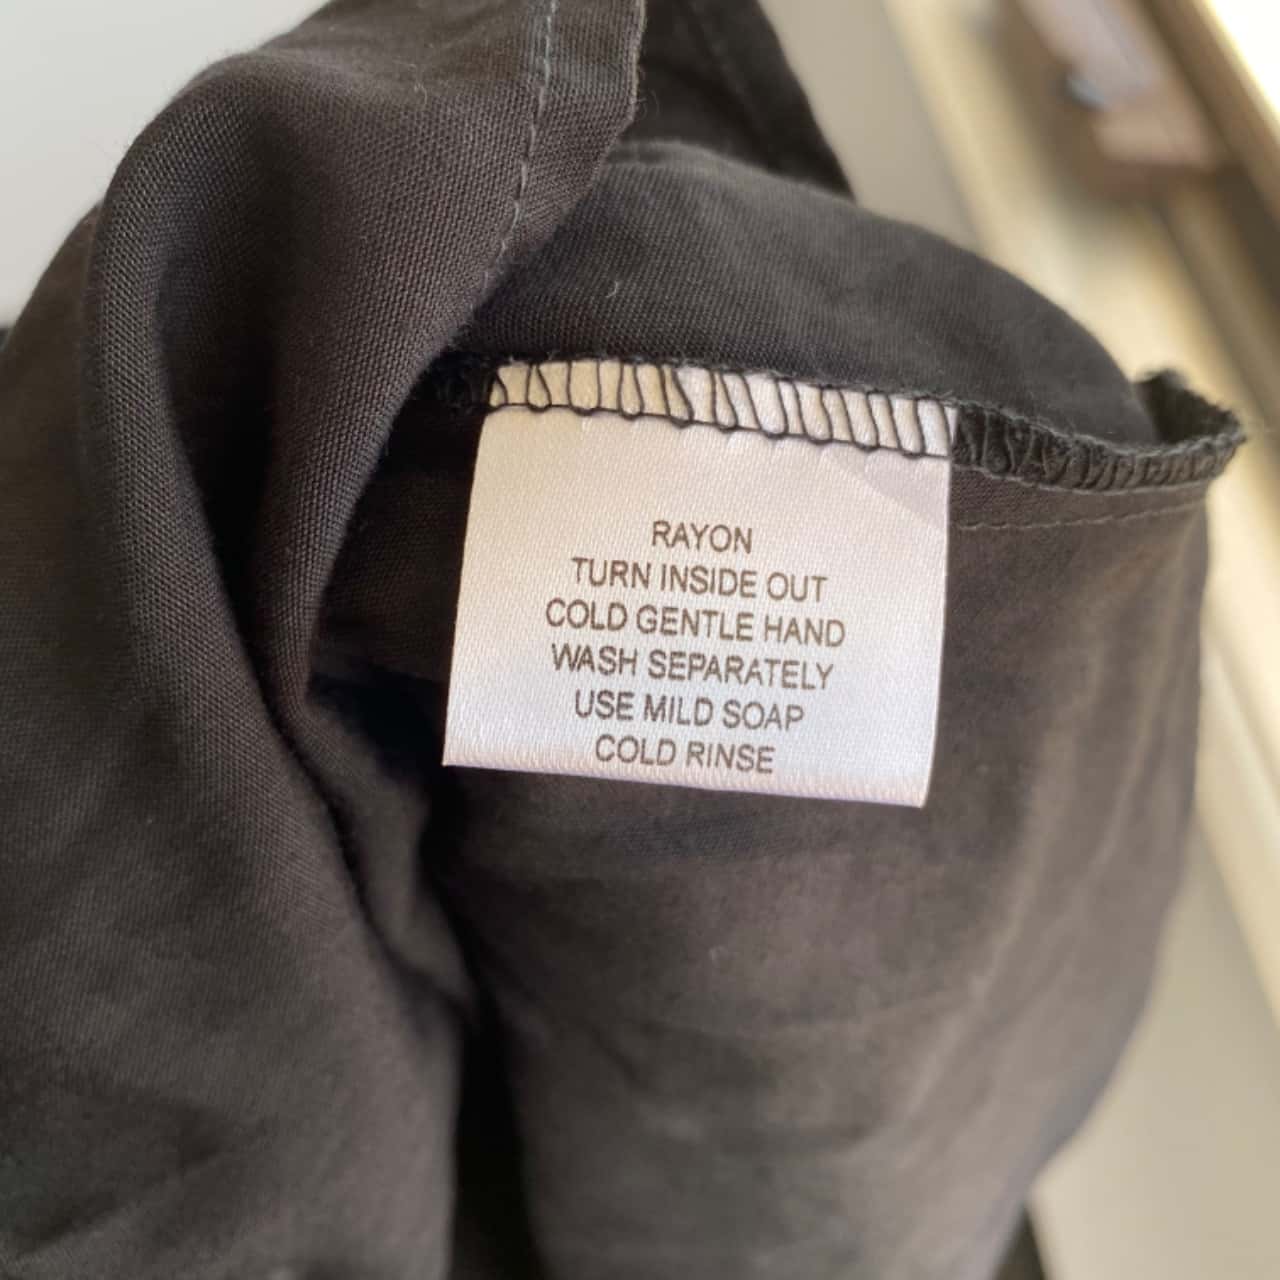 RAYON
TURN INSIDE OUT
COLD GENTLE HAND
WASH SEPARATELY
USE MILD SOAP
COLD RINSE